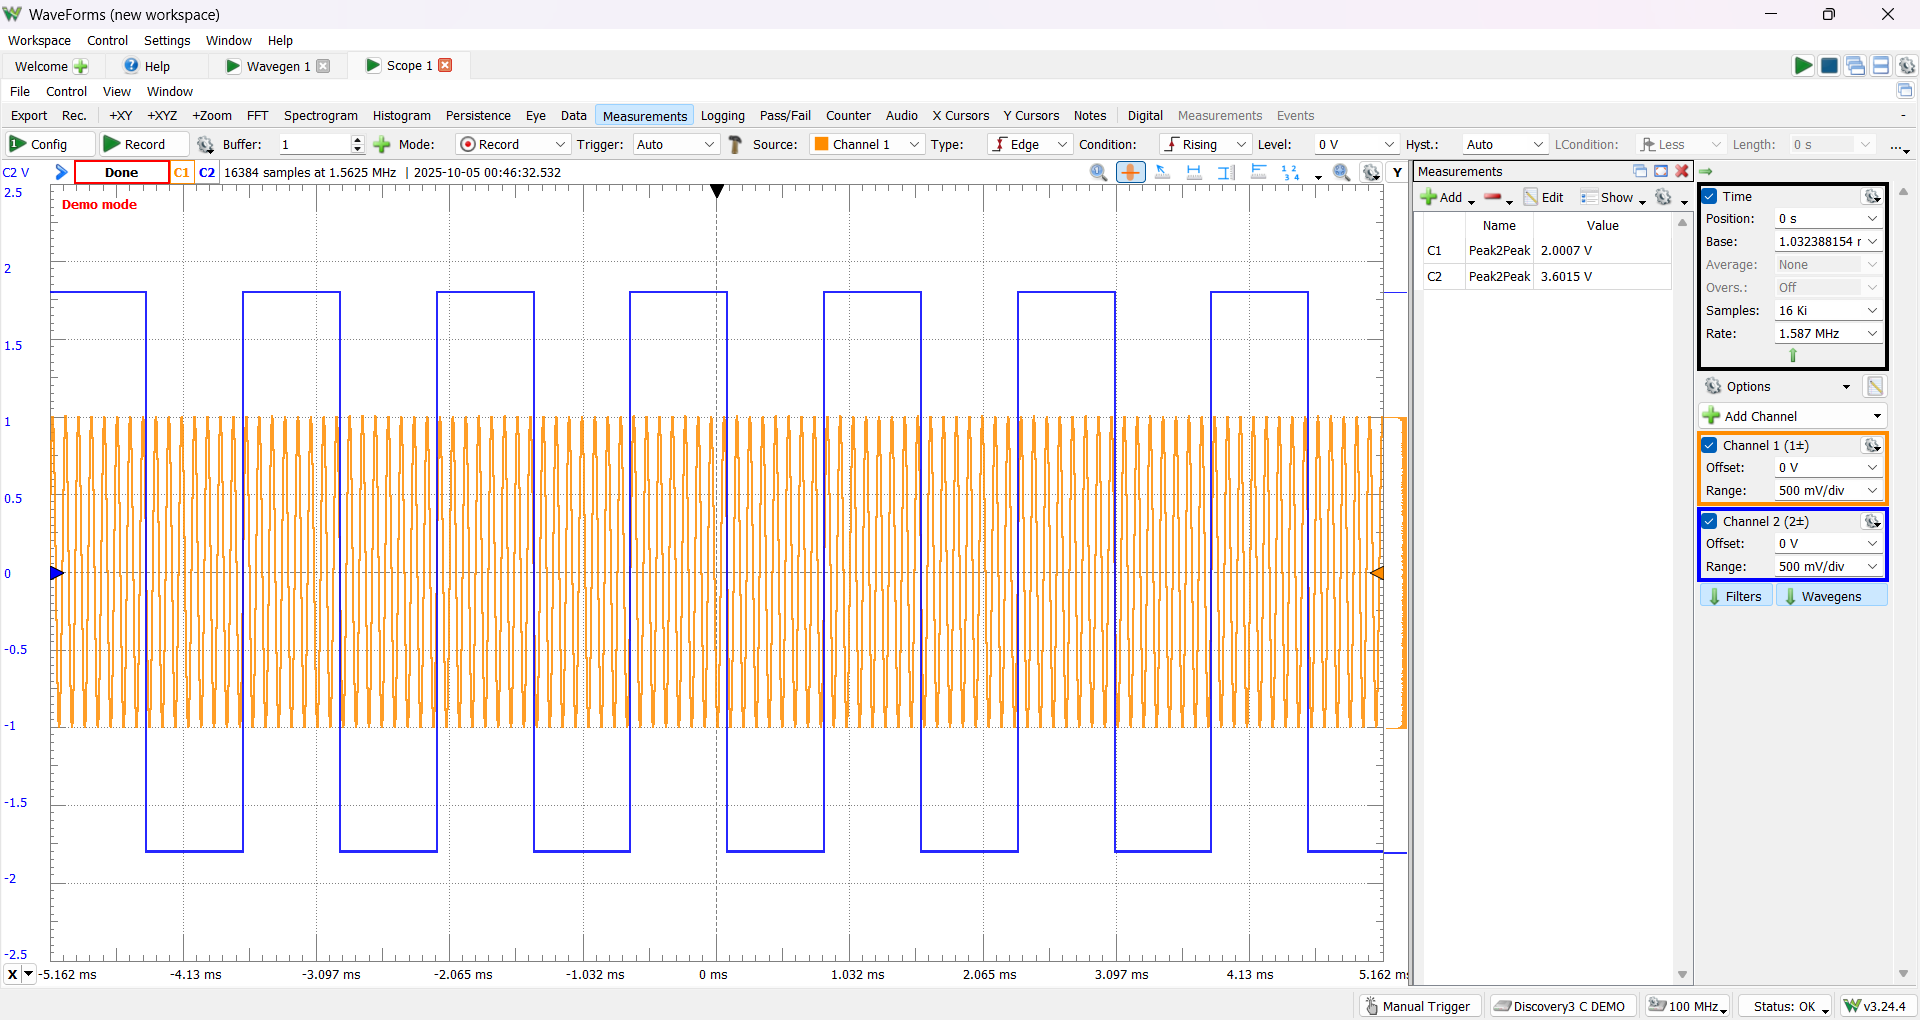 WaveForms (new workspace)
Workspace Control Settings Window Help
Welcome Help Wavegen 1 Scope 1
File Control View Window
Export Rec. +XY +XYZ +Zoom FFT Spectrogram Histogram Persistence Eye Data Measurements Logging Pass/Fail Counter Audio X Cursors Y Cursors Notes Digital Measurements Events
Config Record Buffer: 1 Mode: Record Trigger: Auto Source: Channel 1 Type: Edge Condition: Rising Level: 0 V Hyst.: Auto LCondition: Less Length: 0 s ...
C2 V Done C1 C2 16384 samples at 1.5625 MHz | 2025-10-05 00:46:32.532 Y
Demo mode
2.5
2
1.5
1
0.5
0
-0.5
-1
-1.5
-2
-2.5
X -5.162 ms -4.13 ms -3.097 ms -2.065 ms -1.032 ms 0 ms 1.032 ms 2.065 ms 3.097 ms 4.13 ms 5.162 ms
Measurements
Add Edit Show
Name Value
C1 Peak2Peak 2.0007 V
C2 Peak2Peak 3.6015 V
Time
Position: 0 s
Base: 1.032388154 r
Average: None
Overs.: Off
Samples: 16 Ki
Rate: 1.587 MHz
Options
Add Channel
Channel 1 (1±)
Offset: 0 V
Range: 500 mV/div
Channel 2 (2±)
Offset: 0 V
Range: 500 mV/div
Filters Wavegens
Manual Trigger Discovery3 C DEMO 100 MHz Status: OK v3.24.4